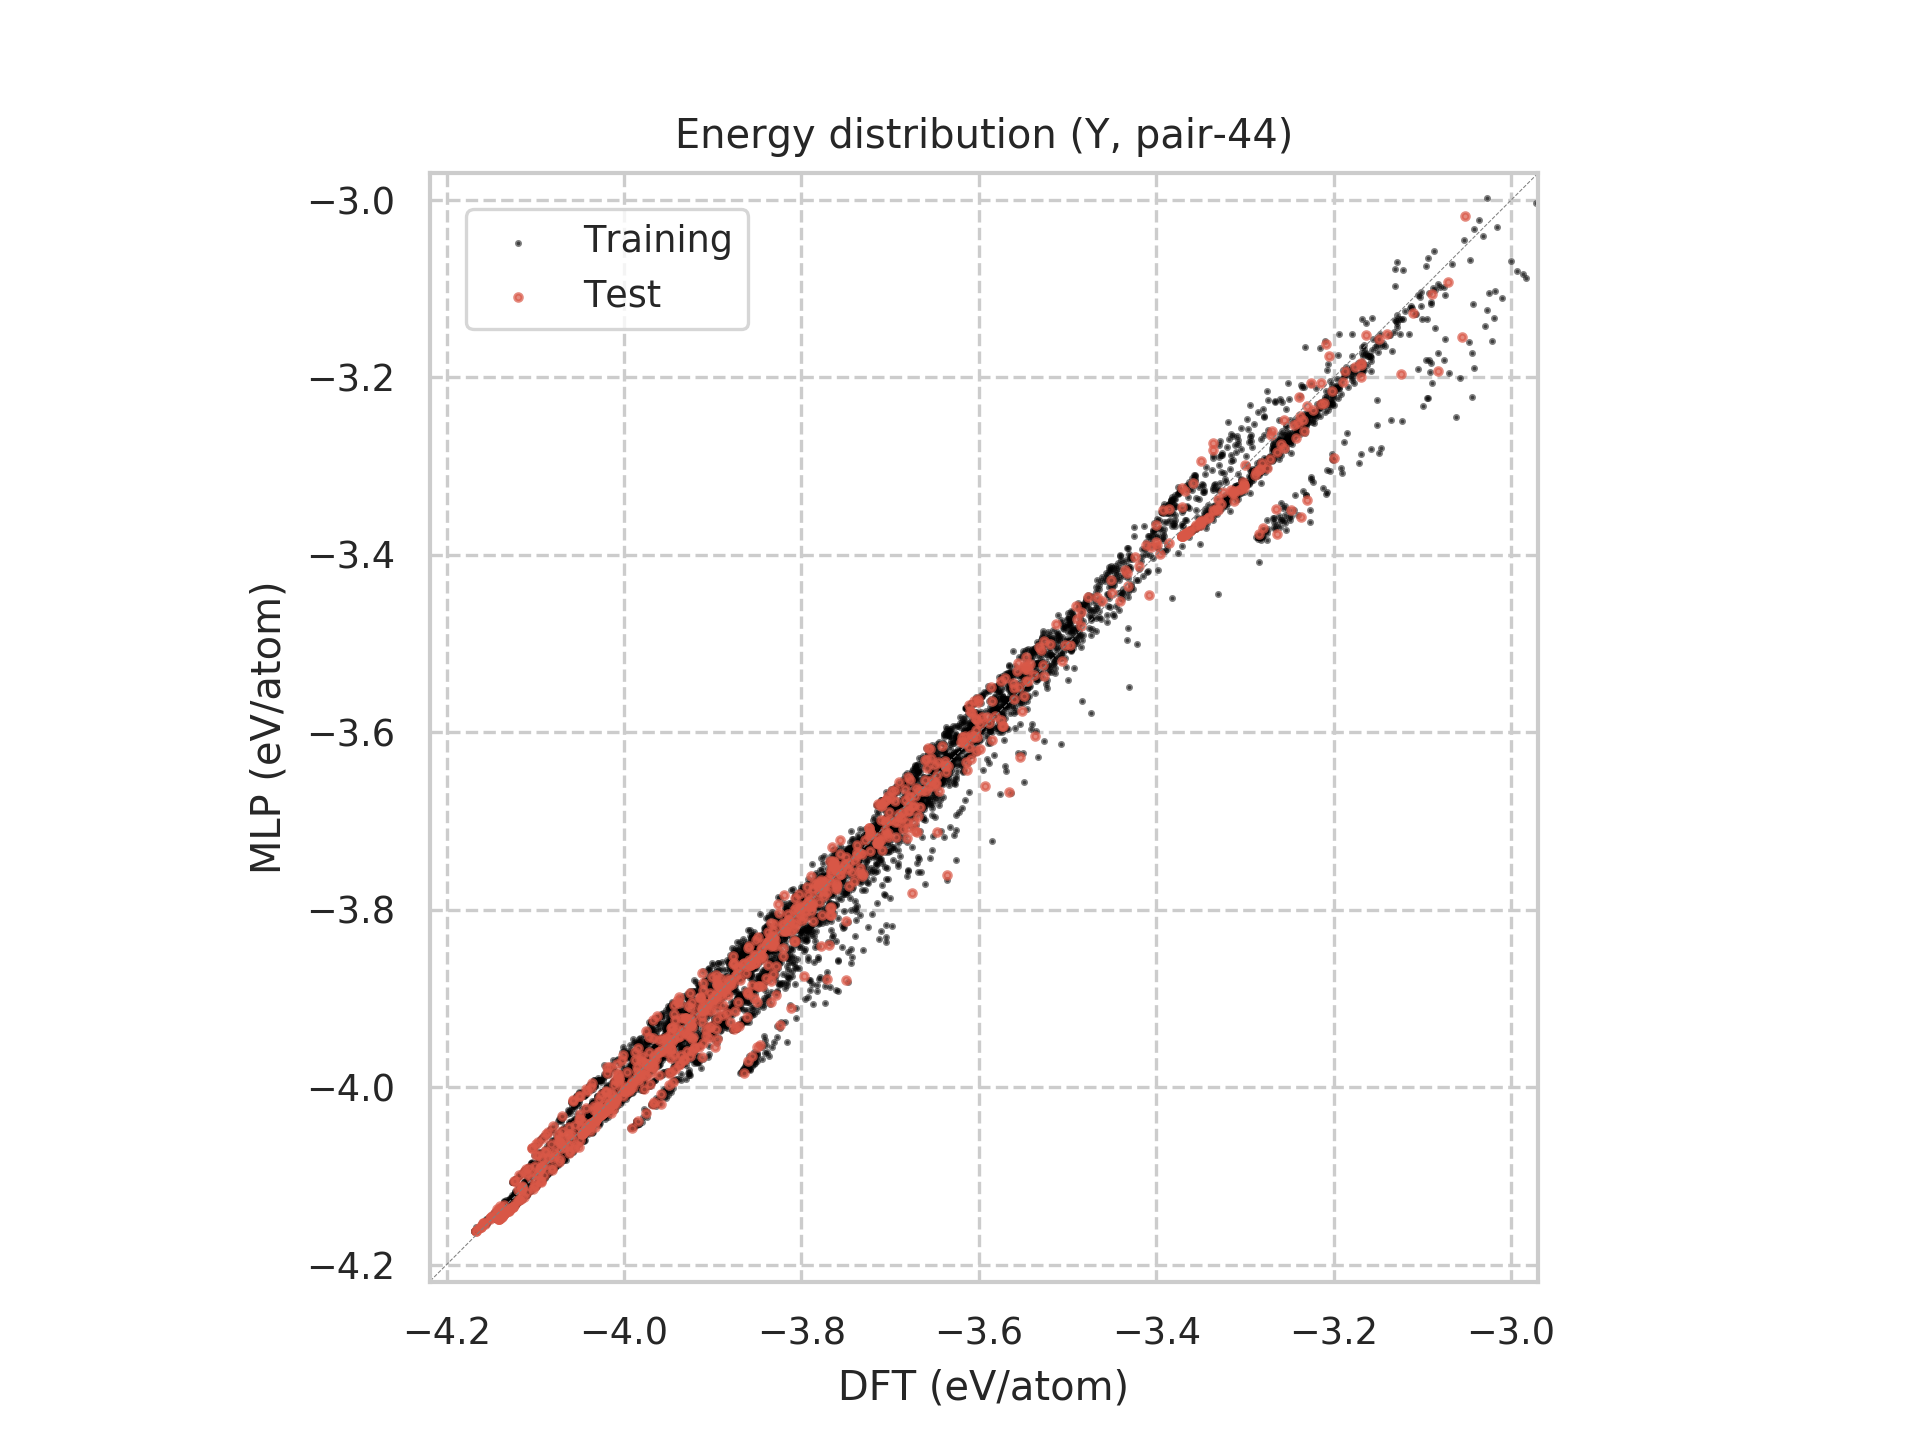 Energy distribution (Y, pair-44)
Training
Test
−3.0
−3.2
−3.4
−3.6
−3.8
−4.0
−4.2
MLP (eV/atom)
−4.2 −4.0 −3.8 −3.6 −3.4 −3.2 −3.0
DFT (eV/atom)